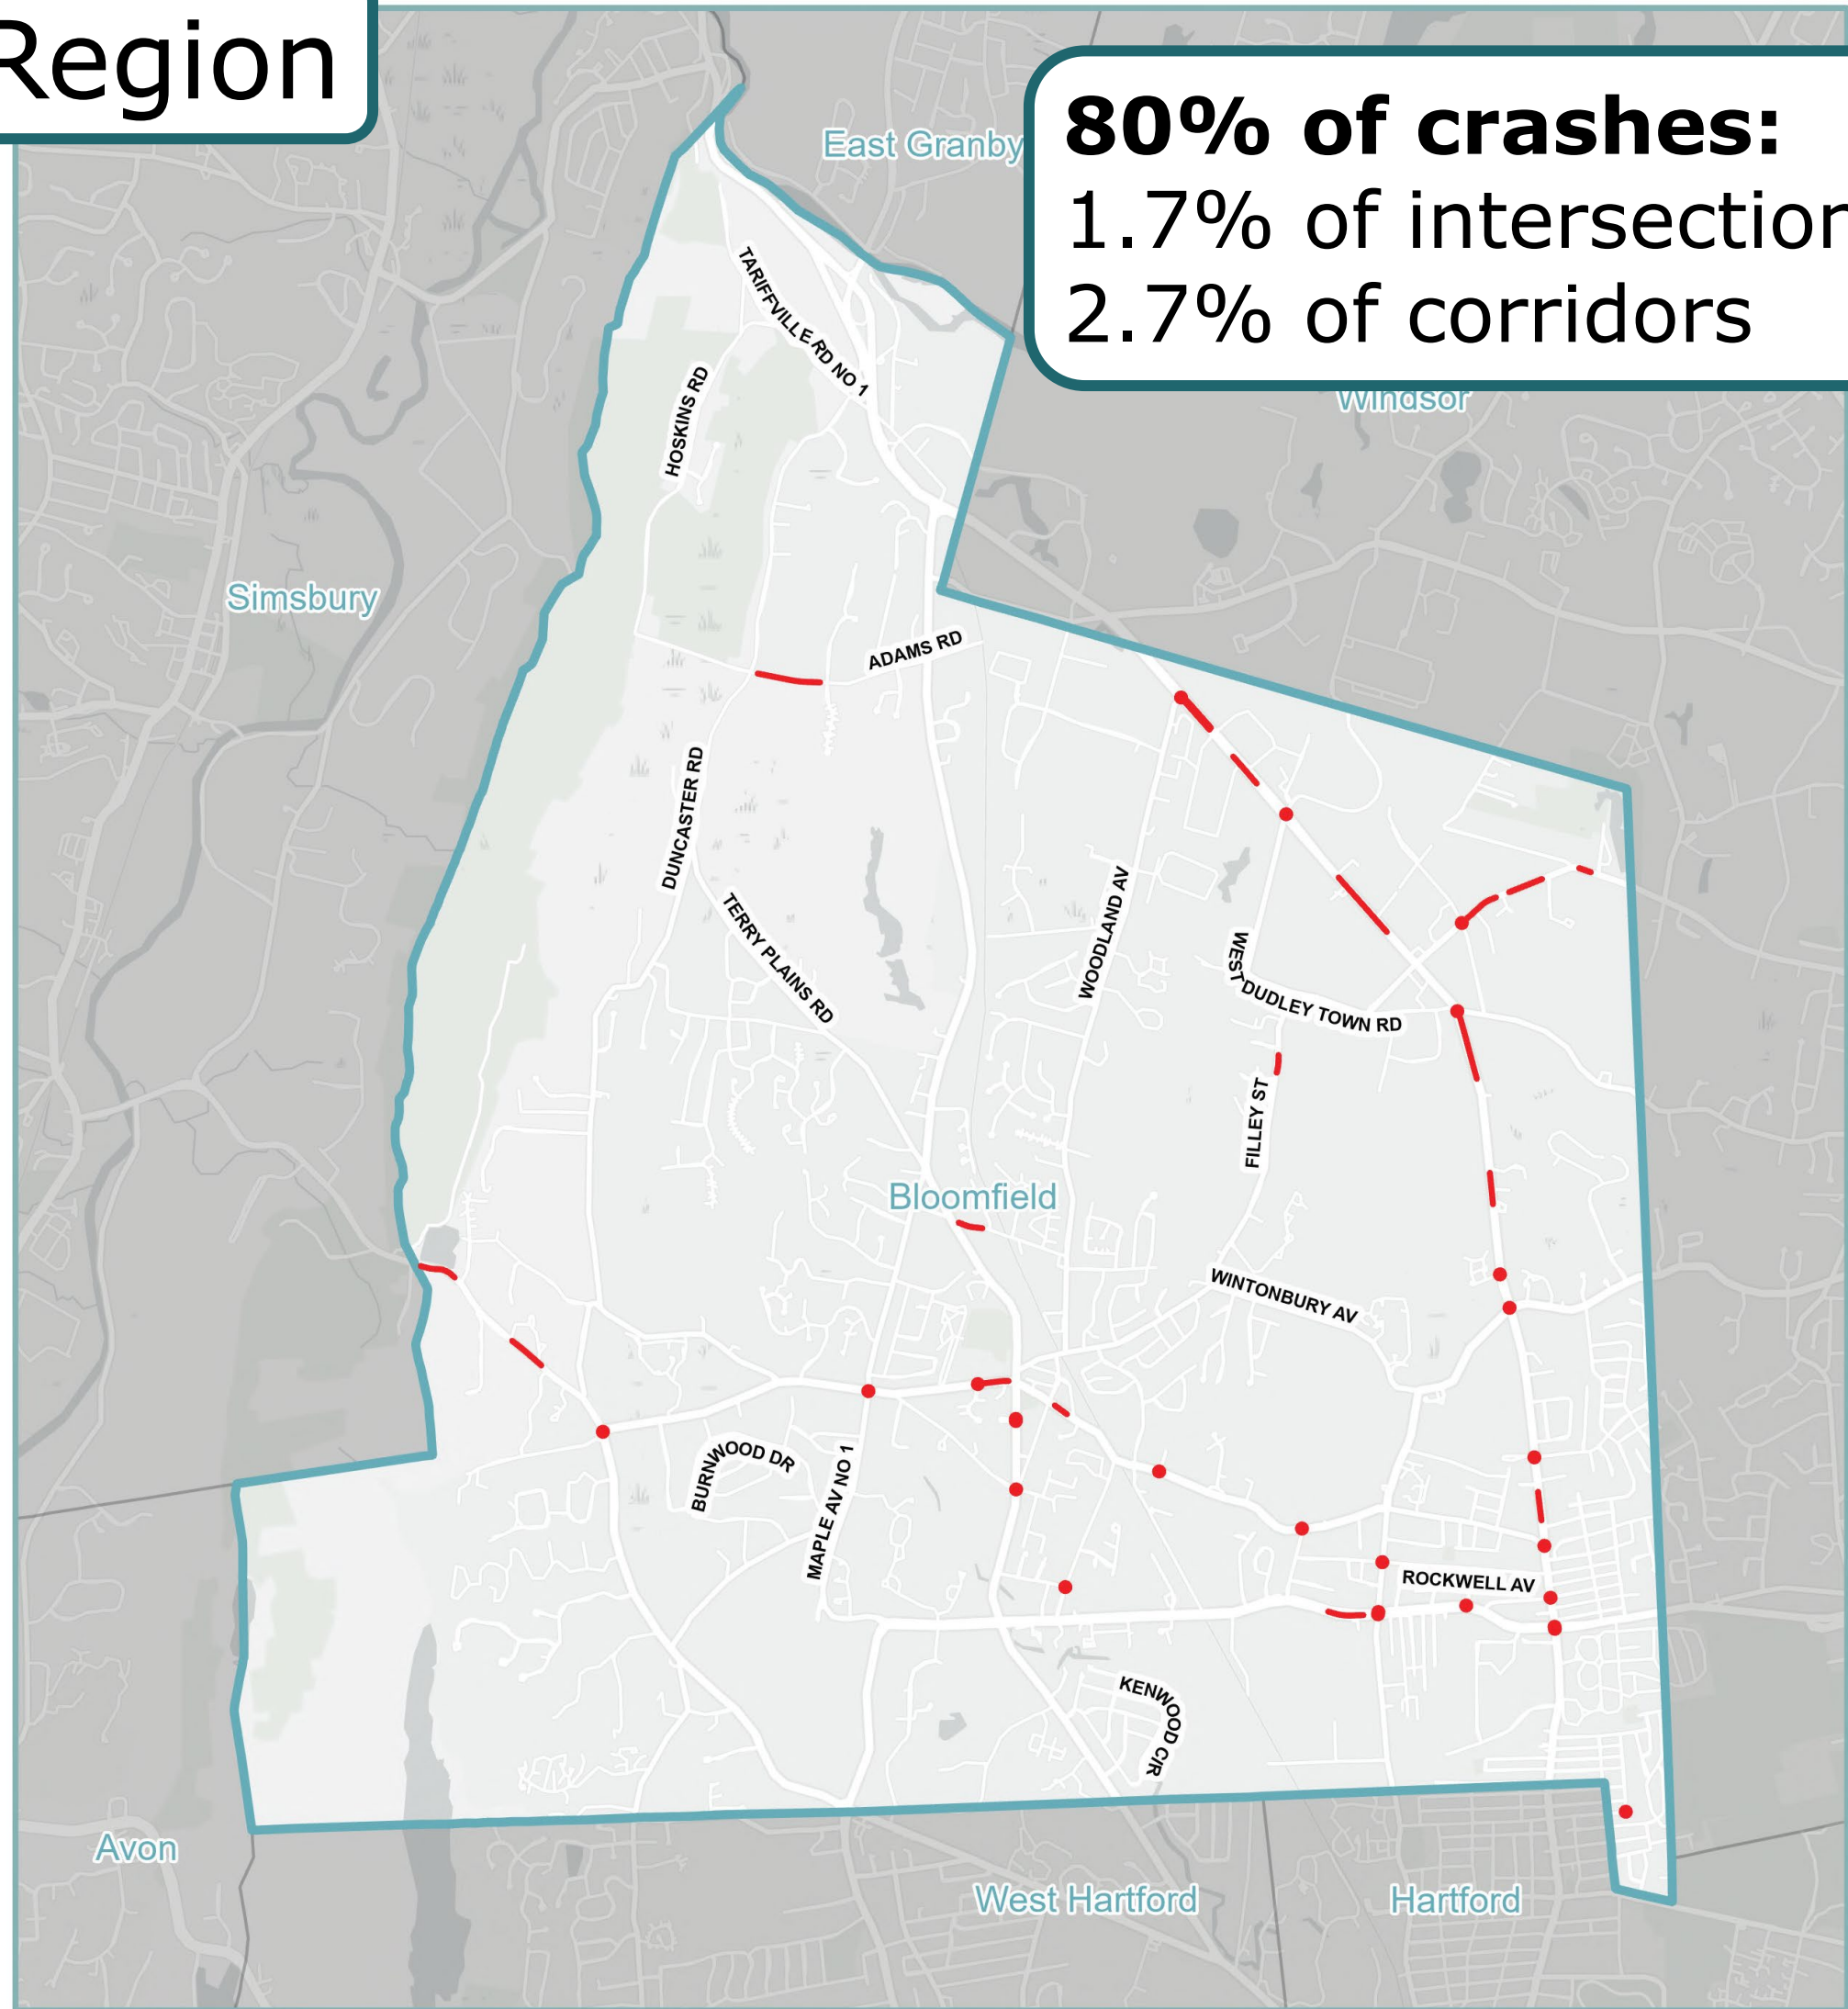 Region
80% of crashes:
1.7% of intersection
2.7% of corridors
East Granby
Windsor
TARIFFVILLE RD NO 1
HOSKINS RD
Simsbury
ADAMS RD
DUNCASTER RD
TERRY PLAINS RD
WOODLAND AV
WEST DUDLEY TOWN RD
FILLEY ST
Bloomfield
WINTONBURY AV
BURNWOOD DR
MAPLE AV NO 1
ROCKWELL AV
KENWOOD CIR
Avon
West Hartford
Hartford